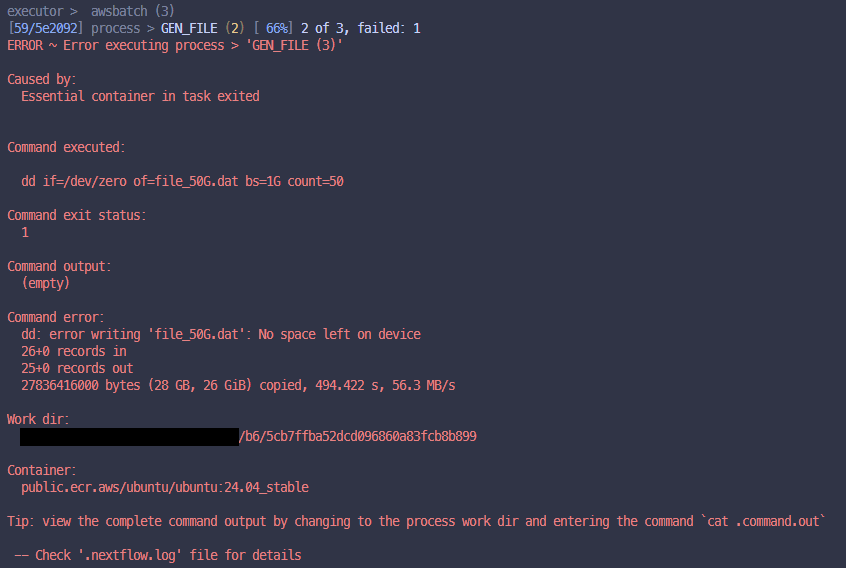 executor >  awsbatch (3)
[59/5e2092] process > GEN_FILE (2) [ 66%] 2 of 3, failed: 1
ERROR ~ Error executing process > 'GEN_FILE (3)'
Caused by:
  Essential container in task exited
Command executed:
  dd if=/dev/zero of=file_50G.dat bs=1G count=50
Command exit status:
  1
Command output:
  (empty)
Command error:
  dd: error writing 'file_50G.dat': No space left on device
  26+0 records in
  25+0 records out
  27836416000 bytes (28 GB, 26 GiB) copied, 494.422 s, 56.3 MB/s
Work dir:
  /b6/5cb7ffba52dcd096860a83fcb8b899
Container:
  public.ecr.aws/ubuntu/ubuntu:24.04_stable
Tip: view the complete command output by changing to the process work dir and entering the command `cat .command.out`
 -- Check '.nextflow.log' file for details